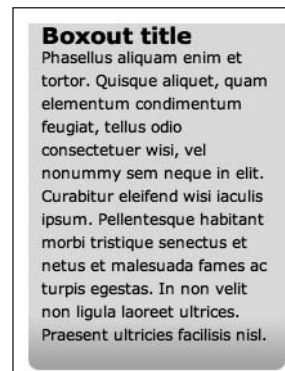 Boxout title
Phasellus aliquam enim et
tortor. Quisque aliquet, quam
elementum condimentum
feugiat, tellus odio
consectetuer wisi, vel
nonummy sem neque in elit.
Curabitur eleifend wisi iaculis
ipsum. Pellentesque habitant
morbi tristique senectus et
netus et malesuada fames ac
turpis egestas. In non velit
non ligula laoreet ultrices.
Praesent ultricies facilisis nisl.